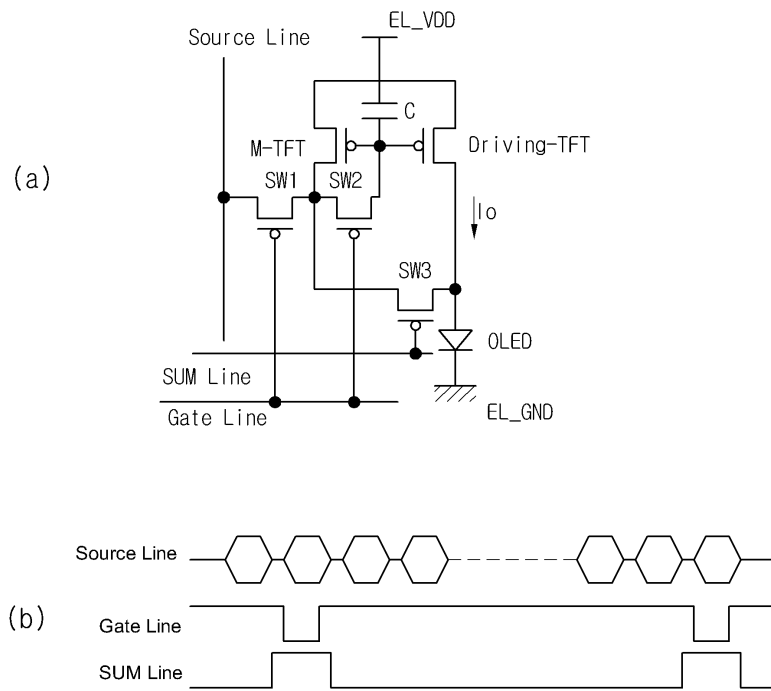 EL_VDD
Source Line
C
M-TFT
Driving-TFT
(a)
SW1
SW2
Io
SW3
OLED
SUM Line
EL_GND
Gate Line
Source Line
(b)
Gate Line
SUM Line